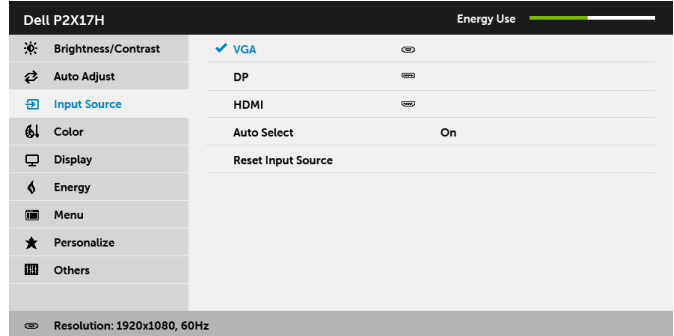 Dell P2X17H Energy Use
Brightness/Contrast VGA
Auto Adjust DP
Input Source HDMI
Color Auto Select On
Display Reset Input Source
Energy
Menu
Personalize
Others
Resolution: 1920x1080, 60Hz